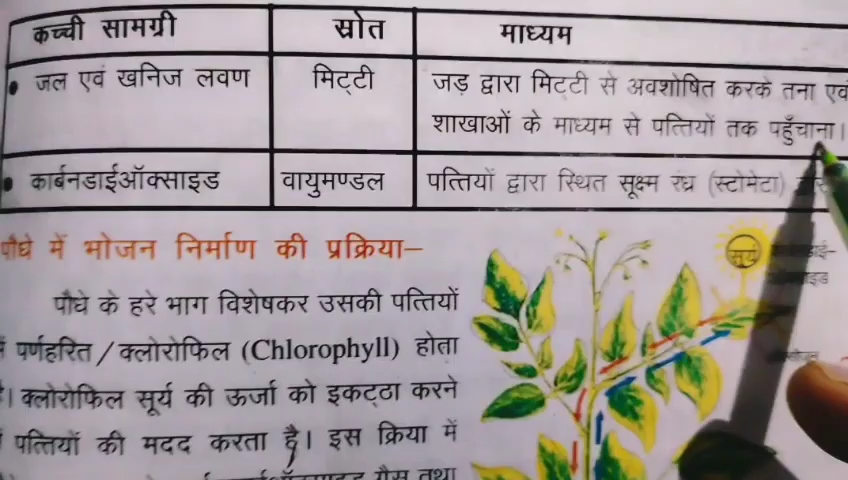 कच्ची सामग्री स्रोत माध्यम
• जल एवं खनिज लवण मिट्टी जड़ द्वारा मिट्टी से अवशोषित करके तना एवं
शाखाओं के माध्यम से पत्तियों तक पहुँचाना।
• कार्बनडाईऑक्साइड वायुमण्डल पत्तियों द्वारा स्थित सूक्ष्म रंध्र (स्टोमेटा)
पौधे में भोजन निर्माण की प्रक्रिया–
सूर्य
पौधे के हरे भाग विशेषकर उसकी पत्तियों
पर्णहरित / क्लोरोफिल (Chlorophyll) होता
। क्लोरोफिल सूर्य की ऊर्जा को इकट्ठा करने
पत्तियों की मदद करता है। इस क्रिया में
गैस तथा